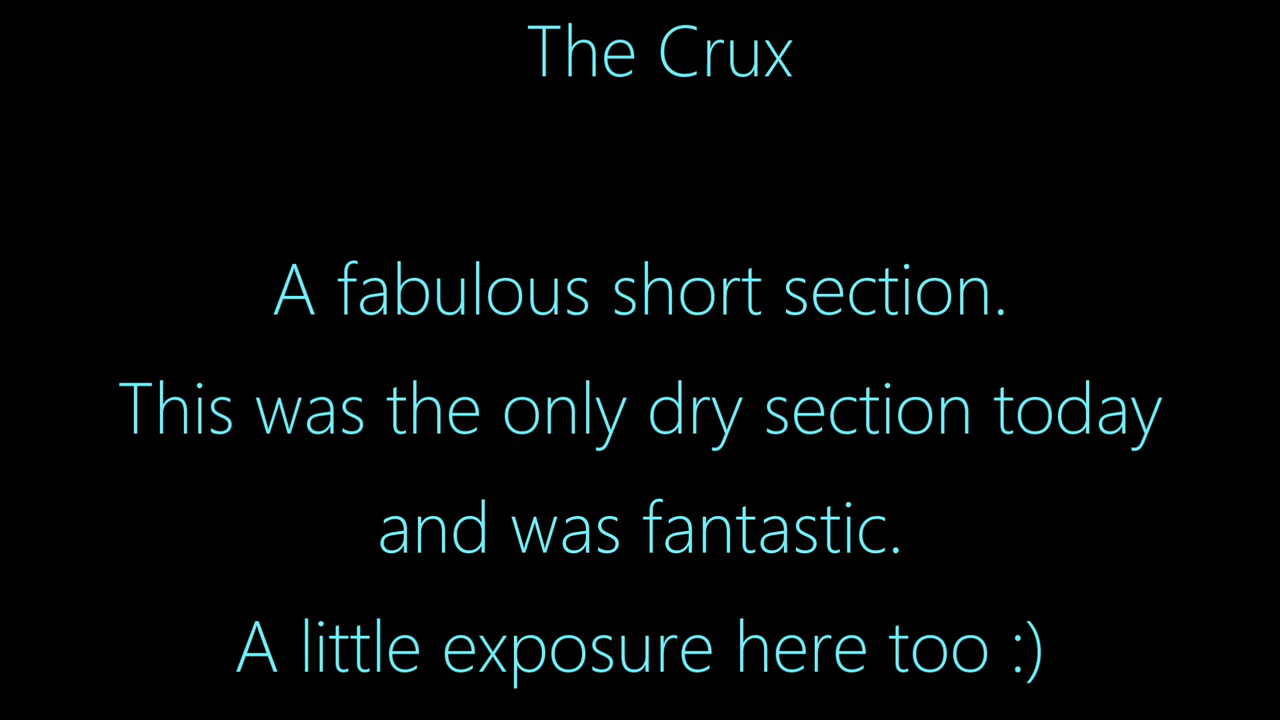 The Crux
A fabulous short section.
This was the only dry section today
and was fantastic.
A little exposure here too :)